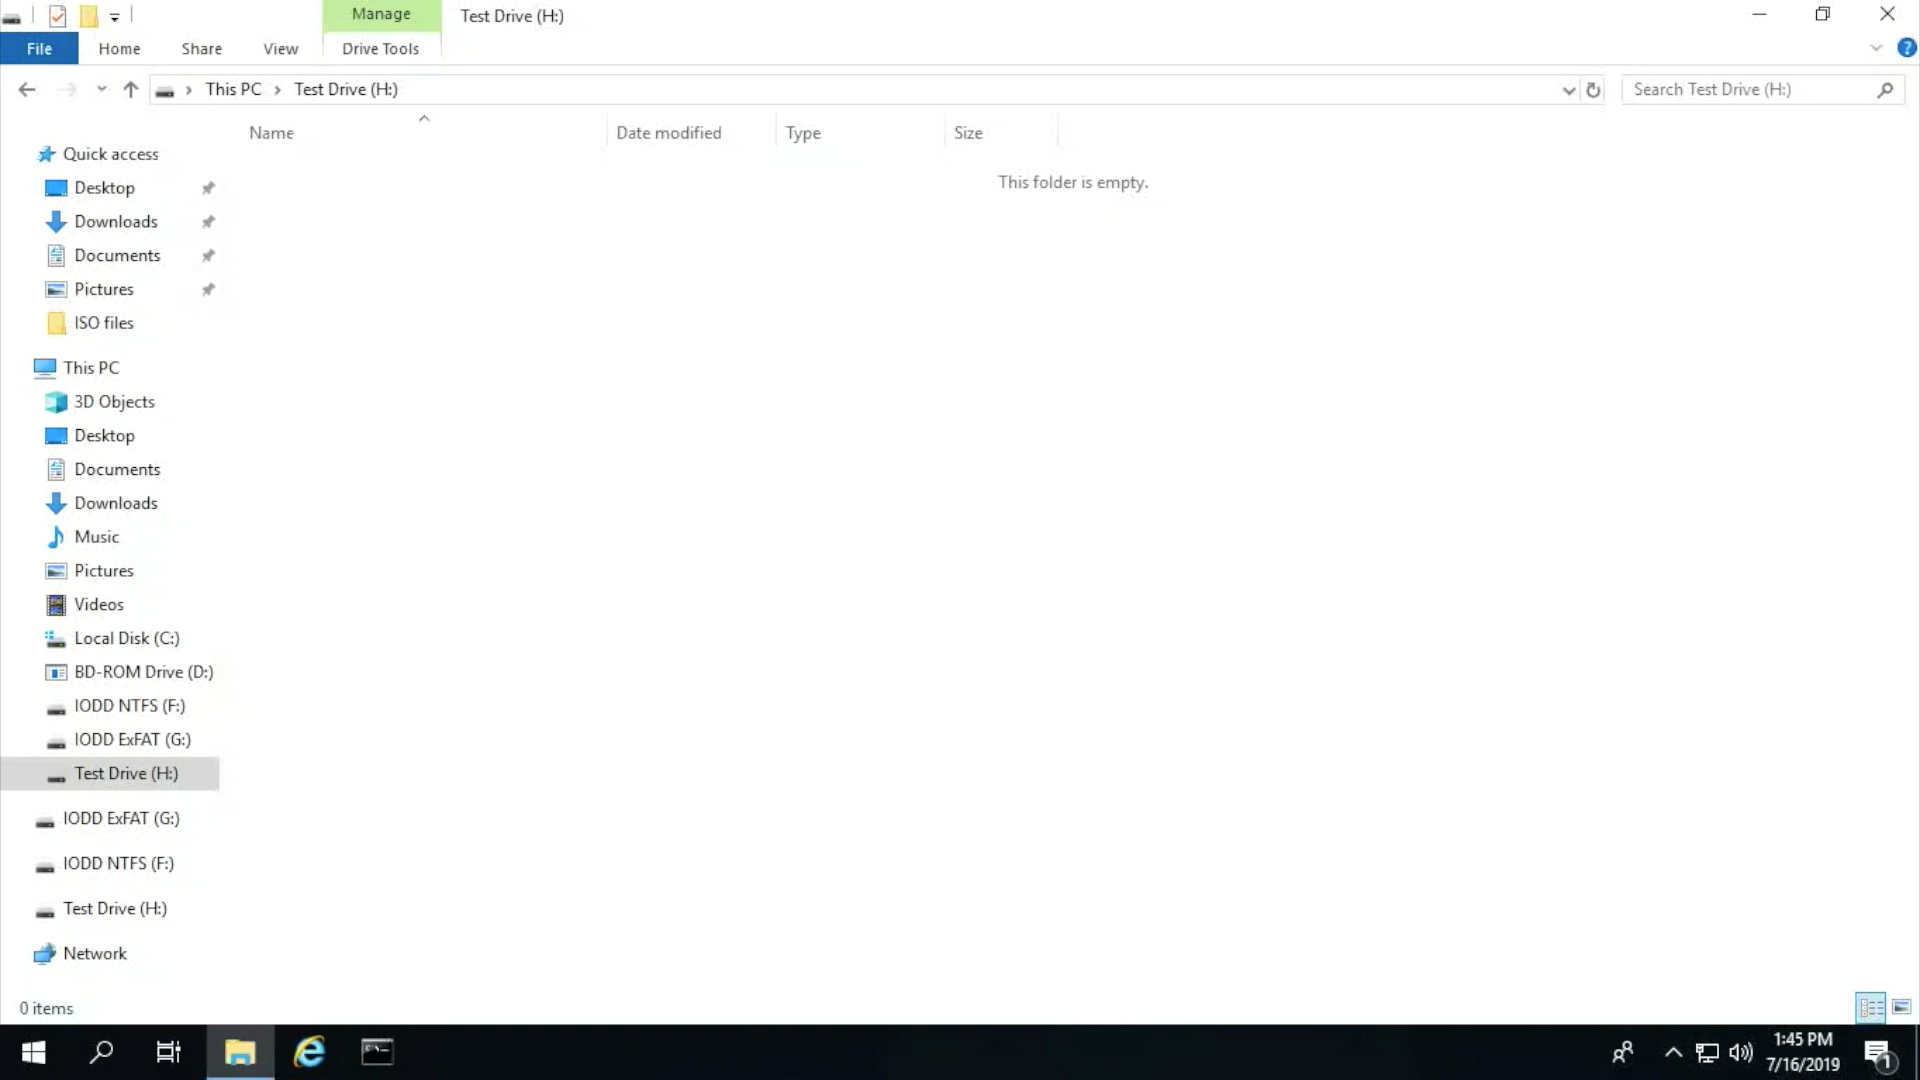 Manage
Test Drive (H:)
File
Home
Share
View
Drive Tools
This PC
Test Drive (H:)
Search Test Drive (H:)
Name
Date modified
Type
Size
This folder is empty.
Quick access
Desktop
Downloads
Documents
Pictures
ISO files
This PC
3D Objects
Desktop
Documents
Downloads
Music
Pictures
Videos
Local Disk (C:)
BD-ROM Drive (D:)
IODD NTFS (F:)
IODD ExFAT (G:)
Test Drive (H:)
IODD ExFAT (G:)
IODD NTFS (F:)
Test Drive (H:)
Network
0 items
1:45 PM
7/16/2019
1